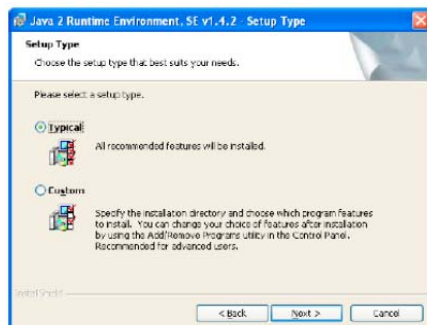 Java 2 Runtime Environment, SE v1.4.2 - Setup Type
Setup Type
Choose the setup type that best suits your needs.
Please select a setup type.
Typical
All recommended features will be installed.
Custom
Specify the installation directory and choose which program features
to install. You can change your choice of features after installation
by using the Add/Remove Programs utility in the Control Panel.
Recommended for advanced users.
InstallShield
< Back
Next >
Cancel